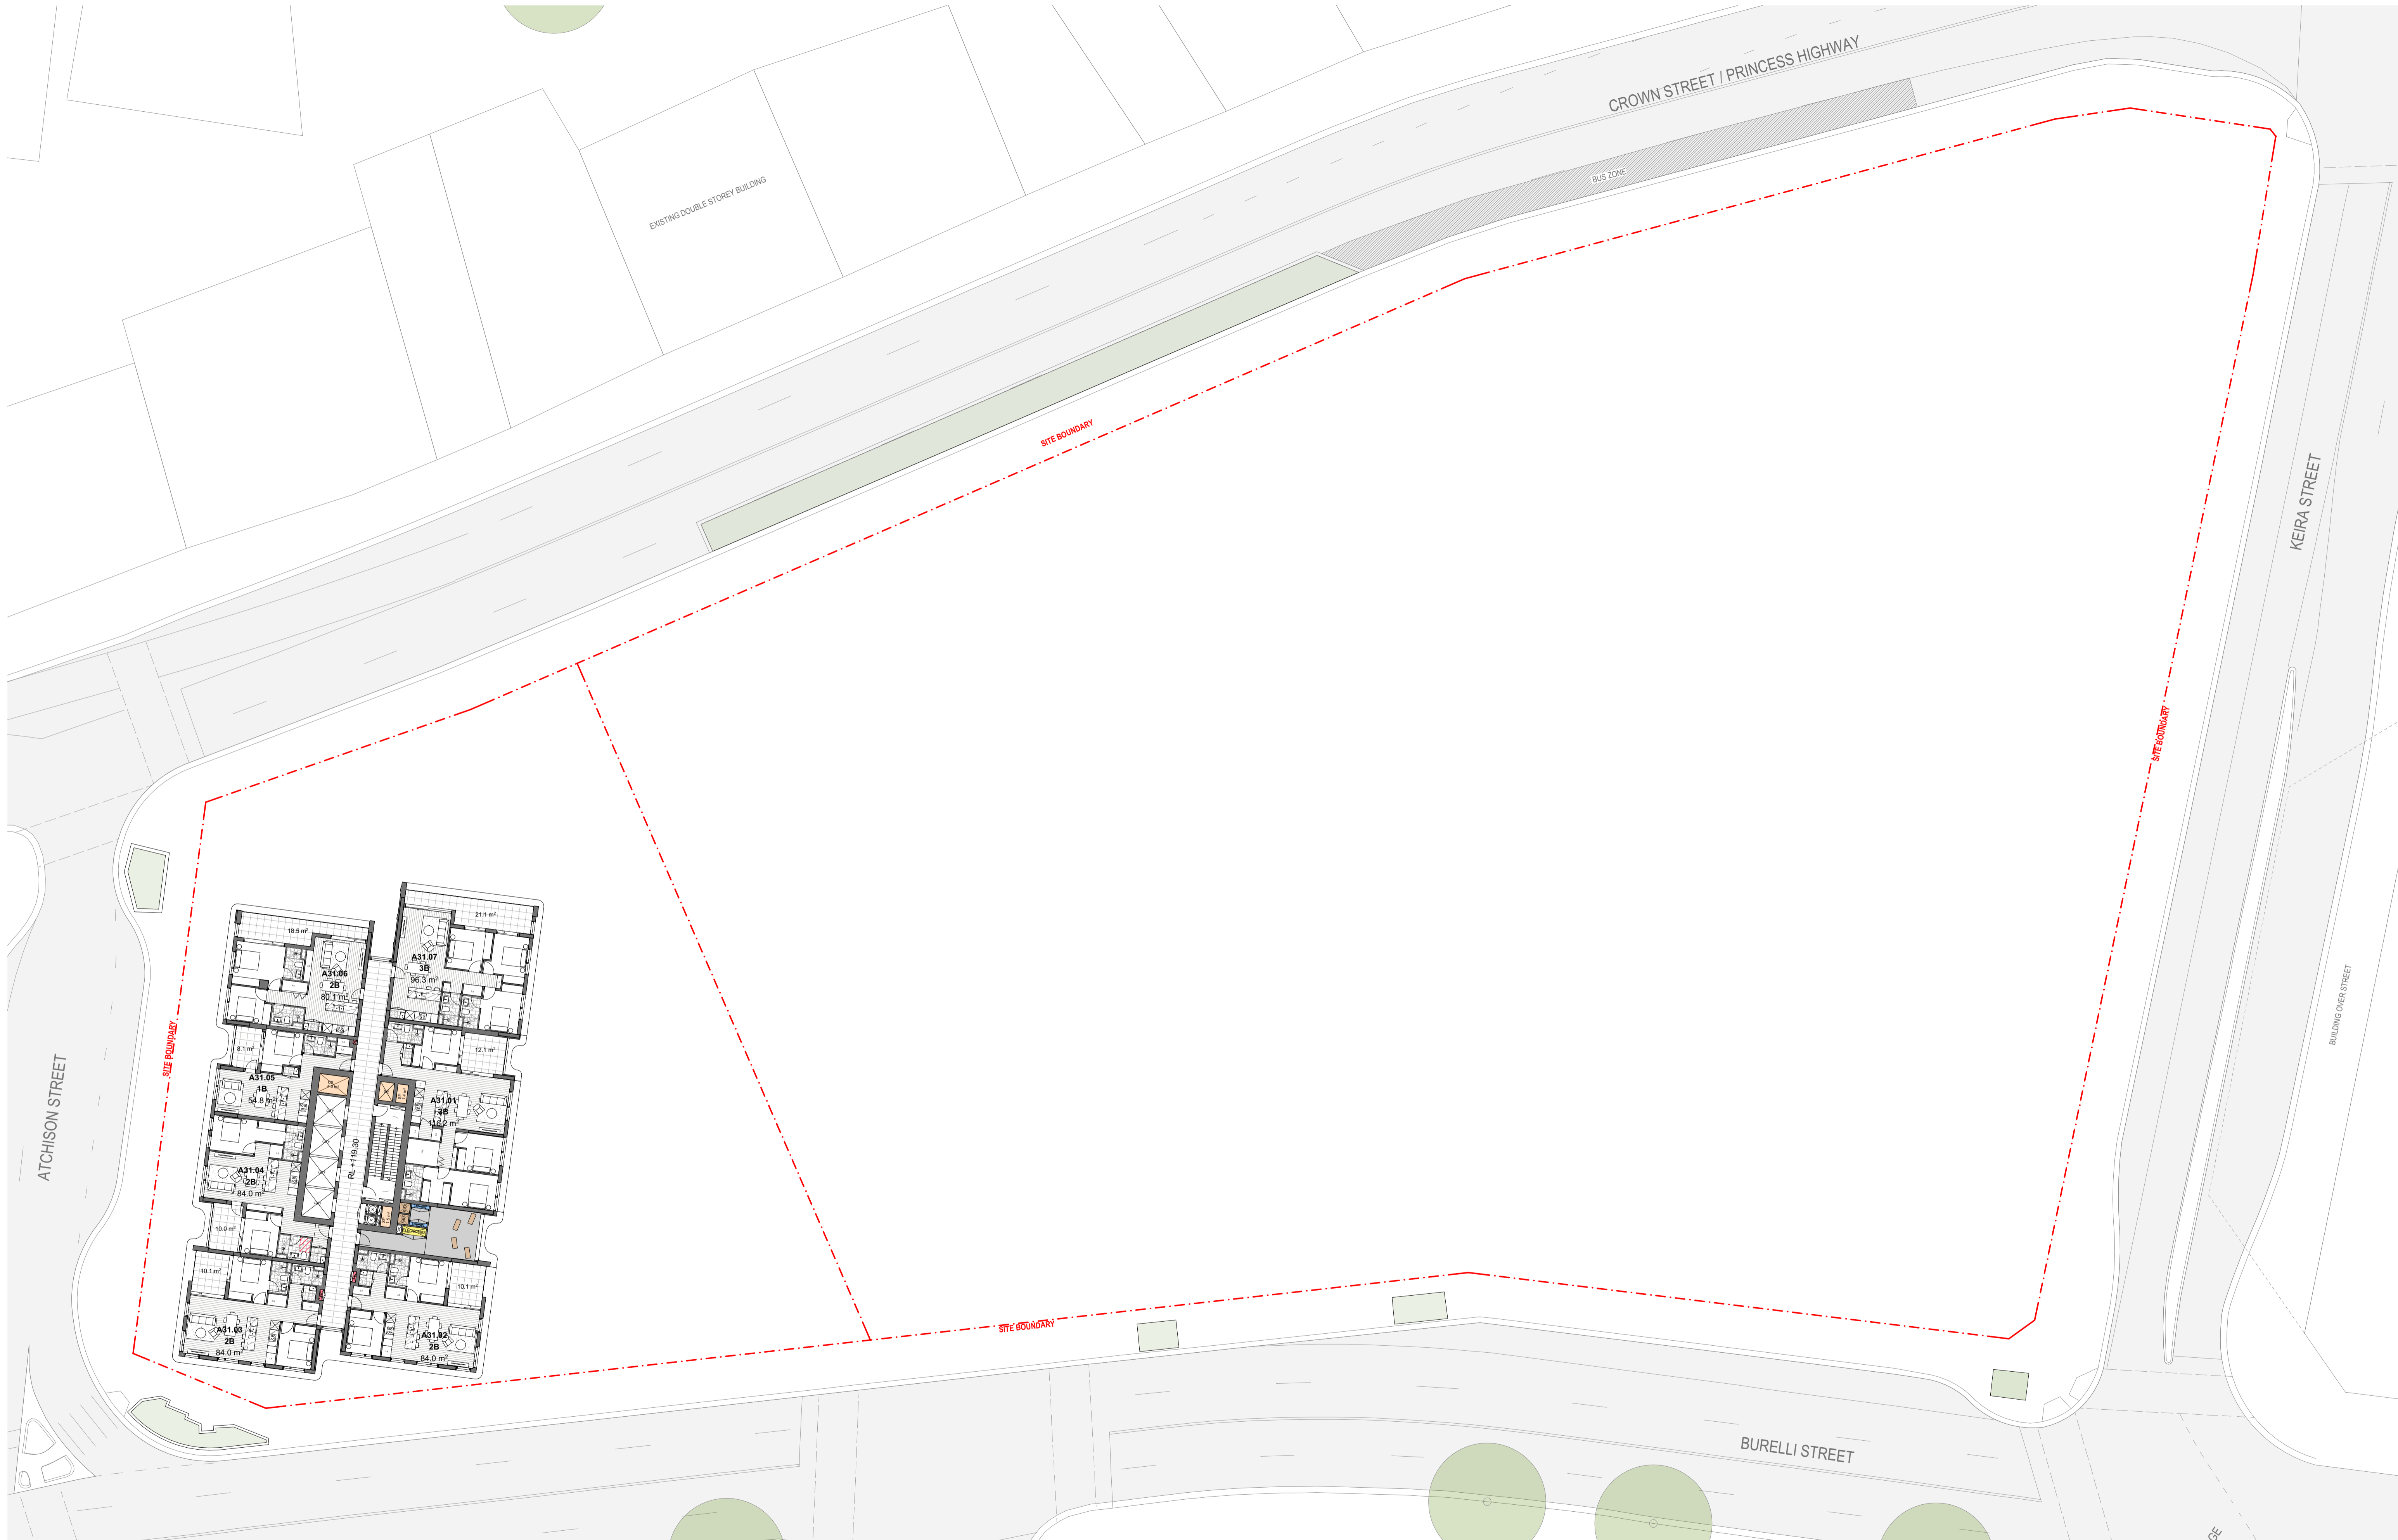 CROWN STREET / PRINCESS HIGHWAY
BUS ZONE
EXISTING DOUBLE STOREY BUILDING
SITE BOUNDARY
KEIRA STREET
SITE BOUNDARY
BUILDING OVER STREET
21.1 m²
18.5 m²
A31.07
3B
96.3 m²
A31.06
2B
80.1 m²
SITE BOUNDARY
8.1 m²
12.1 m²
A31.05
1B
54.8 m²
A31.01
116.2 m²
ATCHISON STREET
RL +119.30
A31.04
2B
84.0 m²
10.0 m²
10.1 m²
10.1 m²
A31.03
2B
84.0 m²
A31.02
2B
84.0 m²
SITE BOUNDARY
BURELLI STREET
GE